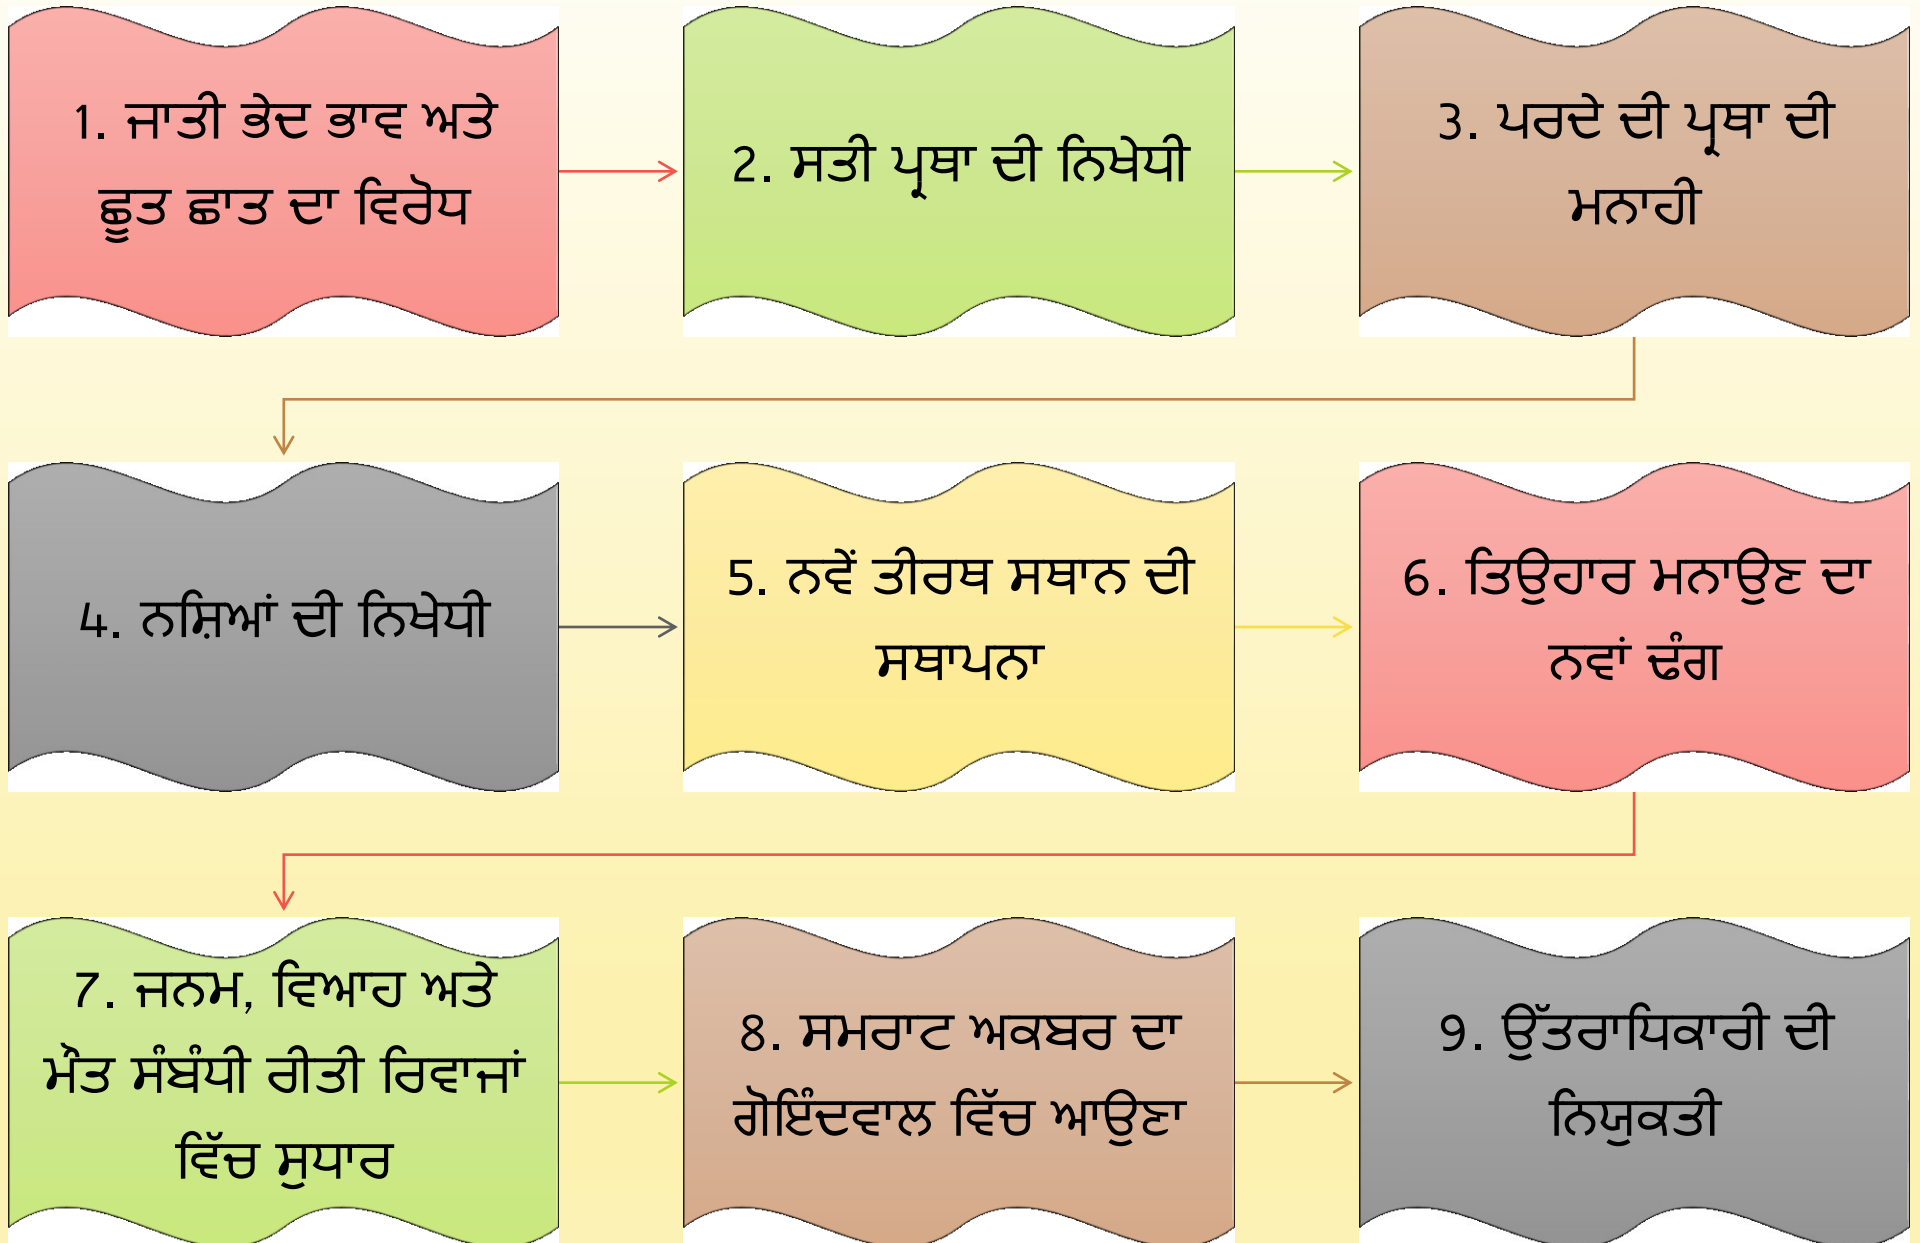 1. ਜਾਤੀ ਭੇਦ ਭਾਵ ਅਤੇ
ਛੂਤ ਛਾਤ ਦਾ ਵਿਰੋਧ
2. ਸਤੀ ਪ੍ਰਥਾ ਦੀ ਨਿਖੇਧੀ
3. ਪਰਦੇ ਦੀ ਪ੍ਰਥਾ ਦੀ
ਮਨਾਹੀ
4. ਨਸ਼ਿਆਂ ਦੀ ਨਿਖੇਧੀ
5. ਨਵੇਂ ਤੀਰਥ ਸਥਾਨ ਦੀ
ਸਥਾਪਨਾ
6. ਤਿਉਹਾਰ ਮਨਾਉਣ ਦਾ
ਨਵਾਂ ਢੰਗ
7. ਜਨਮ, ਵਿਆਹ ਅਤੇ
ਮੌਤ ਸੰਬੰਧੀ ਰੀਤੀ ਰਿਵਾਜਾਂ
ਵਿੱਚ ਸੁਧਾਰ
8. ਸਮਰਾਟ ਅਕਬਰ ਦਾ
ਗੋਇੰਦਵਾਲ ਵਿੱਚ ਆਉਣਾ
9. ਉੱਤਰਾਧਿਕਾਰੀ ਦੀ
ਨਿਯੁਕਤੀ